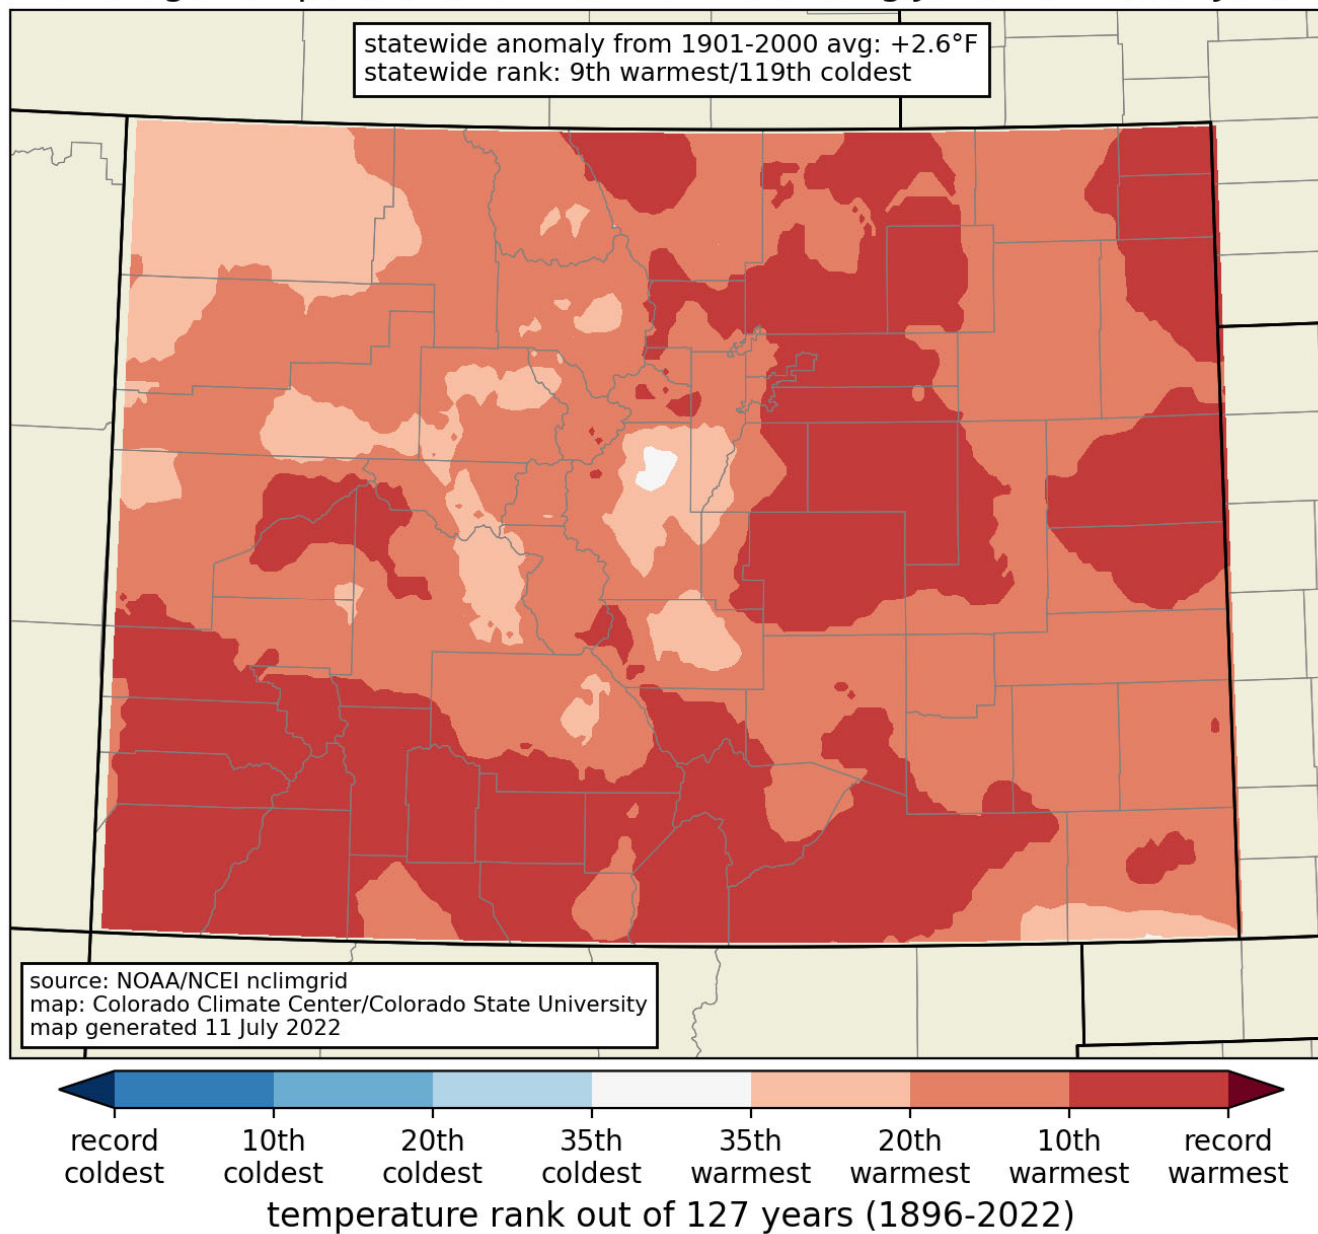 statewide anomaly from 1901-2000 avg: +2.6°F
statewide rank: 9th warmest/119th coldest
source: NOAA/NCEI nclimgrid
map: Colorado Climate Center/Colorado State University
map generated 11 July 2022
record coldest
10th coldest
20th coldest
35th coldest
35th warmest
20th warmest
10th warmest
record warmest
temperature rank out of 127 years (1896-2022)